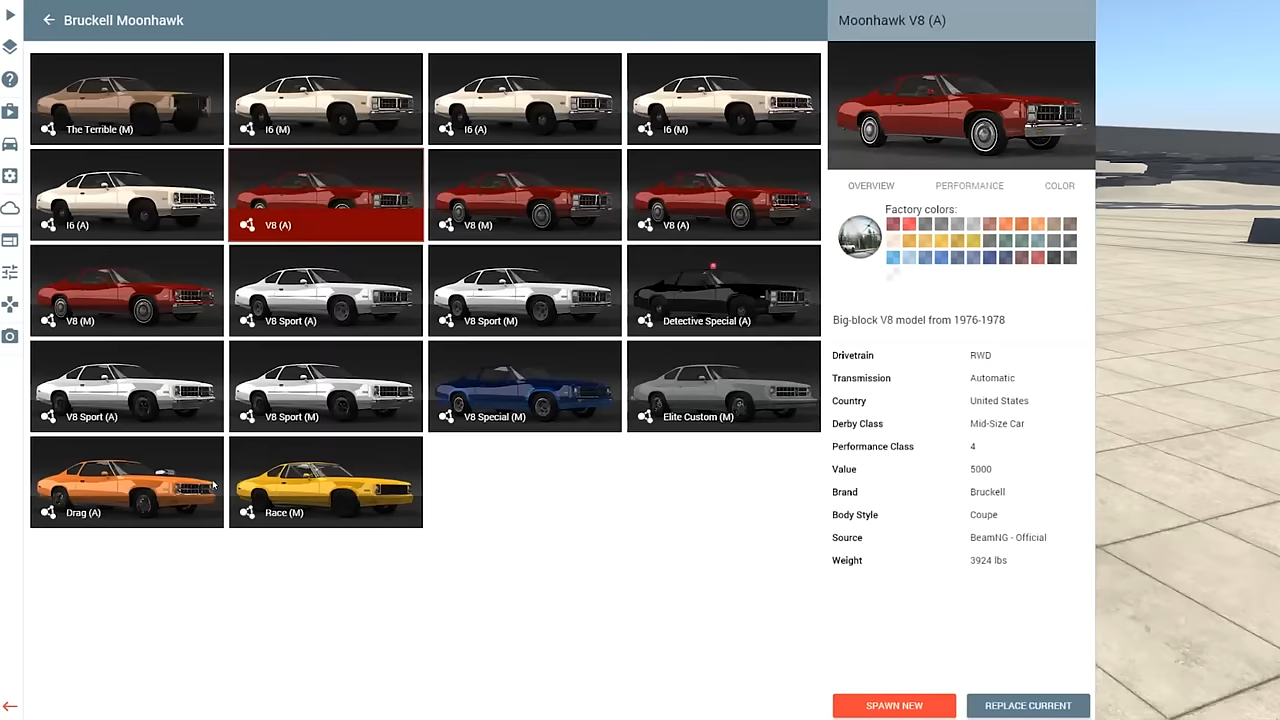 Bruckell Moonhawk
The Terrible (M)
I6 (M)
I6 (A)
I6 (M)
I6 (A)
V8 (A)
V8 (M)
V8 (A)
V8 (M)
V8 Sport (A)
V8 Sport (M)
Detective Special (A)
V8 Sport (A)
V8 Sport (M)
V8 Special (M)
Elite Custom (M)
Drag (A)
Race (M)
Moonhawk V8 (A)
OVERVIEW PERFORMANCE COLOR
Factory colors:
Big-block V8 model from 1976-1978
Drivetrain RWD
Transmission Automatic
Country United States
Derby Class Mid-Size Car
Performance Class 4
Value 5000
Brand Bruckell
Body Style Coupe
Source BeamNG - Official
Weight 3924 lbs
SPAWN NEW REPLACE CURRENT